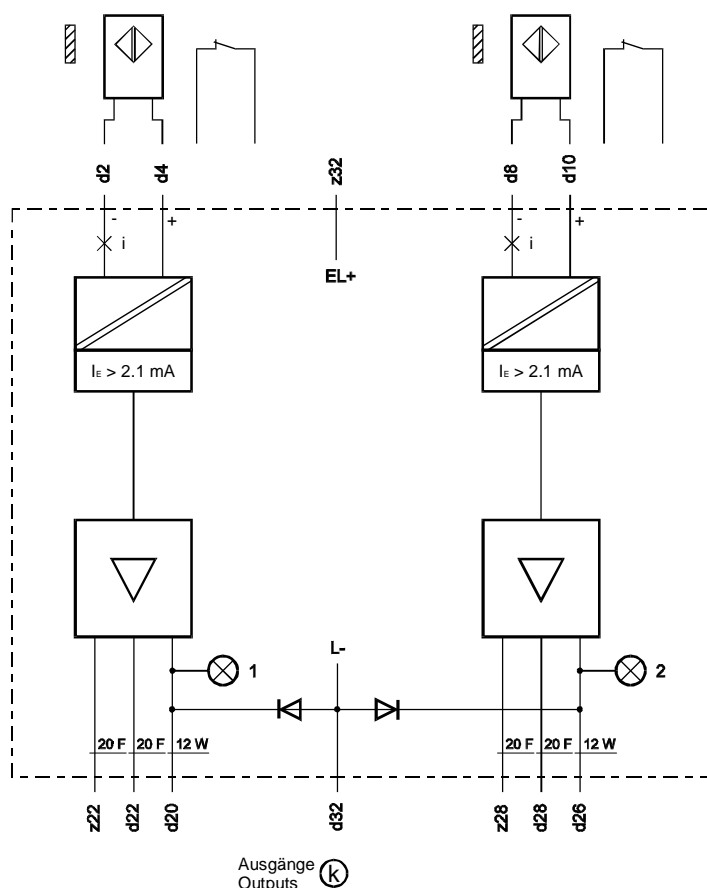 d2 d4 z32 d8 d10
- + - +
i i
EL+
IE > 2.1 mA IE > 2.1 mA
L-
1 2
20 F 20 F 12 W 20 F 20 F 12 W
z22 d22 d20 d32 z28 d28 d26
Ausgänge k
Outputs